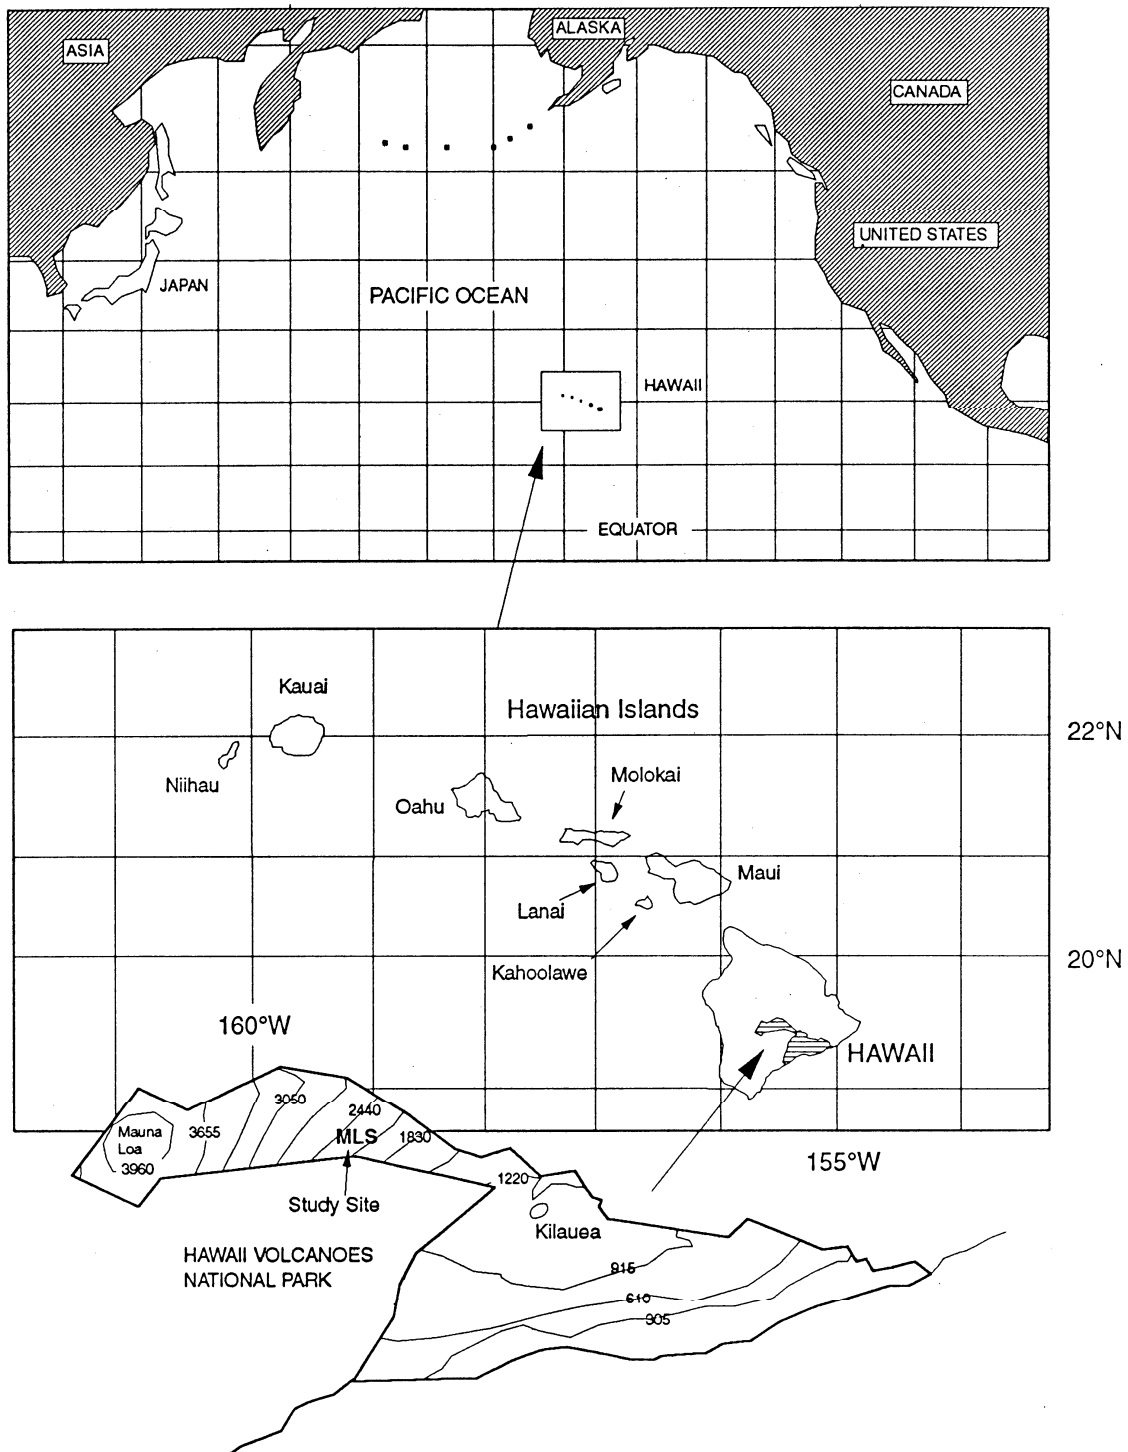 ASIA
ALASKA
CANADA
UNITED STATES
JAPAN
PACIFIC OCEAN
HAWAII
EQUATOR
Kauai
Hawaiian Islands
22°N
Niihau
Molokai
Oahu
Maui
Lanai
Kahoolawe
20°N
160°W
HAWAII
3050
2440
Mauna
Loa
3655
MLS
1830
3960
155°W
1220
Study Site
Kilauea
HAWAII VOLCANOES
NATIONAL PARK
915
610
305